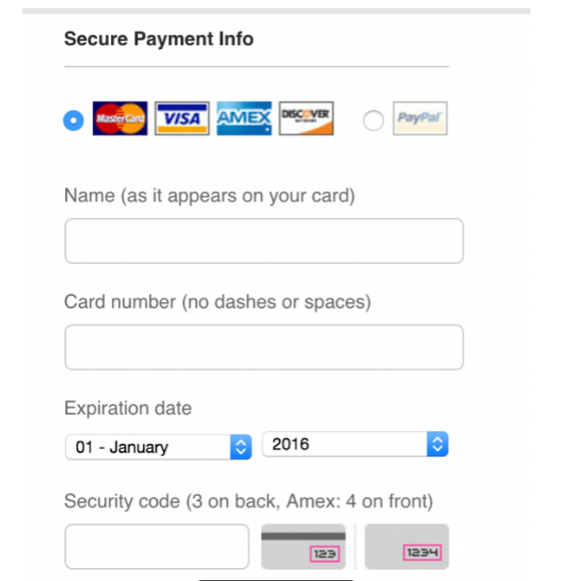 Secure Payment Info
MasterCard VISA AMEX DISCOVER PayPal
Name (as it appears on your card)
Card number (no dashes or spaces)
Expiration date
01 - January 2016
Security code (3 on back, Amex: 4 on front)
123 1234